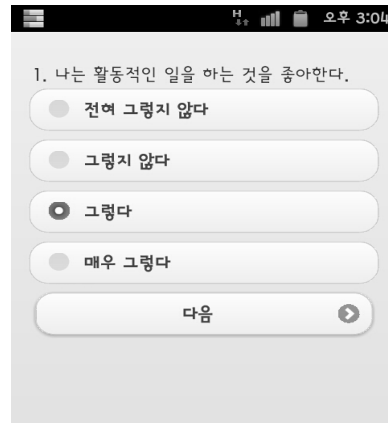 H
오후 3:04
1. 나는 활동적인 일을 하는 것을 좋아한다.
전혀 그렇지 않다
그렇지 않다
그렇다
매우 그렇다
다음